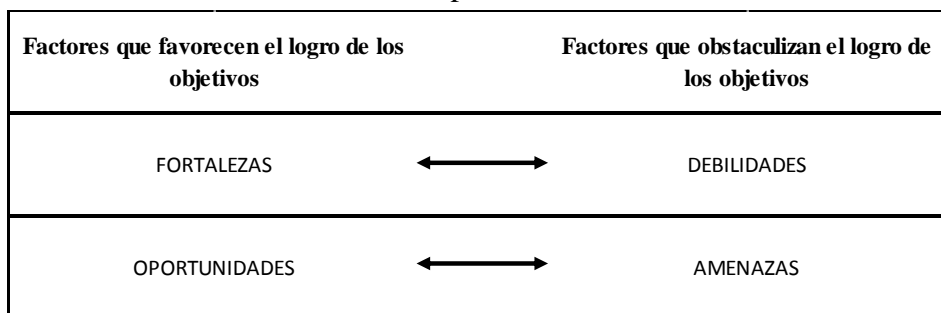 Factores que favorecen el logro de los
objetivos
Factores que obstaculizan el logro de
los objetivos
FORTALEZAS
DEBILIDADES
OPORTUNIDADES
AMENAZAS